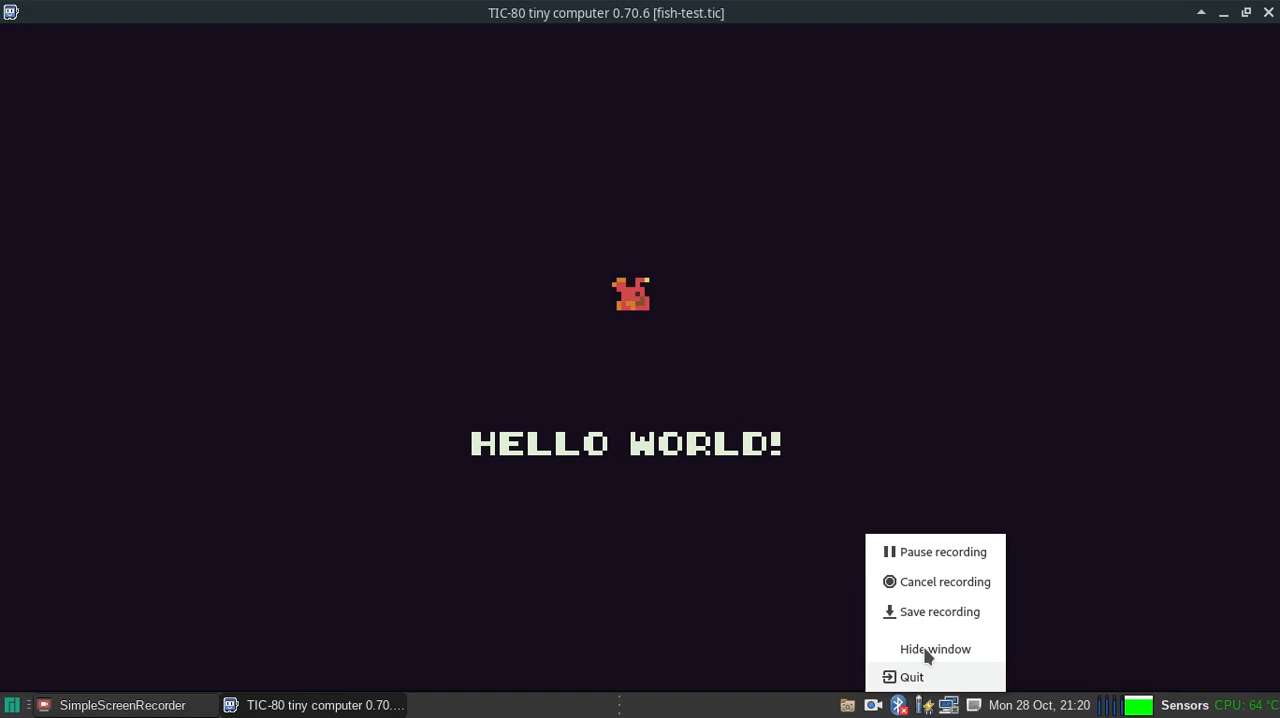 TIC-80 tiny computer 0.70.6 [fish-test.tic]
HELLO WORLD!
Pause recording
Cancel recording
Save recording
Hide window
Quit
SimpleScreenRecorder
TIC-80 tiny computer 0.70....
Mon 28 Oct, 21:20
Sensors CPU: 64 °C